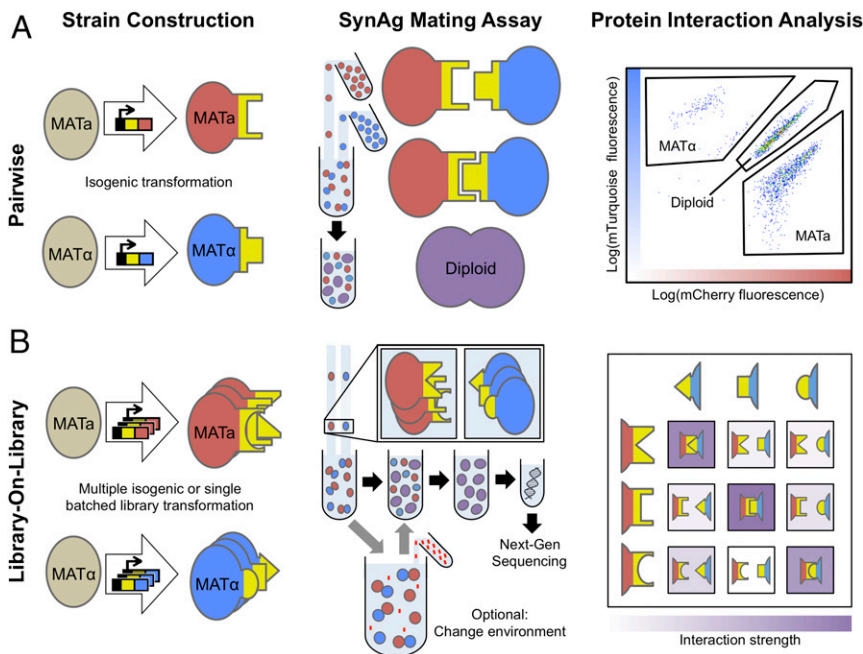 Strain Construction
SynAg Mating Assay
Protein Interaction Analysis
A
Pairwise
MATa
MATa
Isogenic transformation
MATα
MATα
Diploid
Log(mTurquoise fluorescence)
MATα
Diploid
MATa
Log(mCherry fluorescence)
B
Library-On-Library
MATa
MATa
Multiple isogenic or single
batched library transformation
MATα
MATα
Next-Gen
Sequencing
Optional:
Change environment
Interaction strength